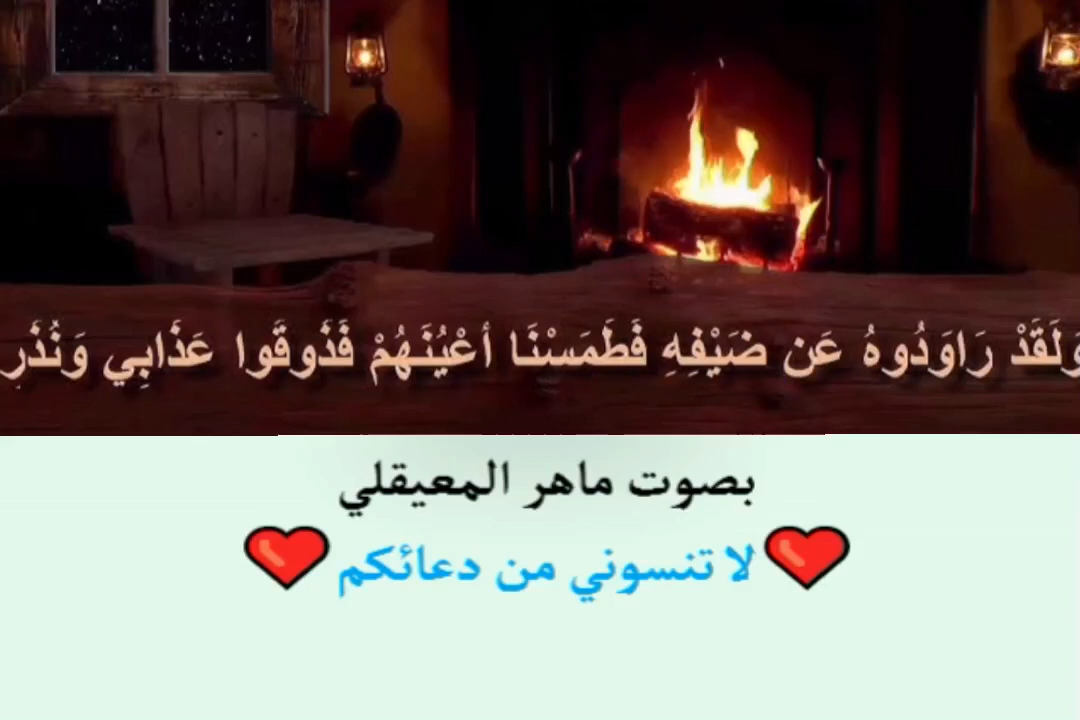 وَلَقَدْ رَاوَدُوهُ عَن ضَيْفِهِ فَطَمَسْنَا أَعْيُنَهُمْ فَذُوقُوا عَذَابِي وَنُذُرِ
بصوت ماهر المعيقلي
لا تنسوني من دعائكم